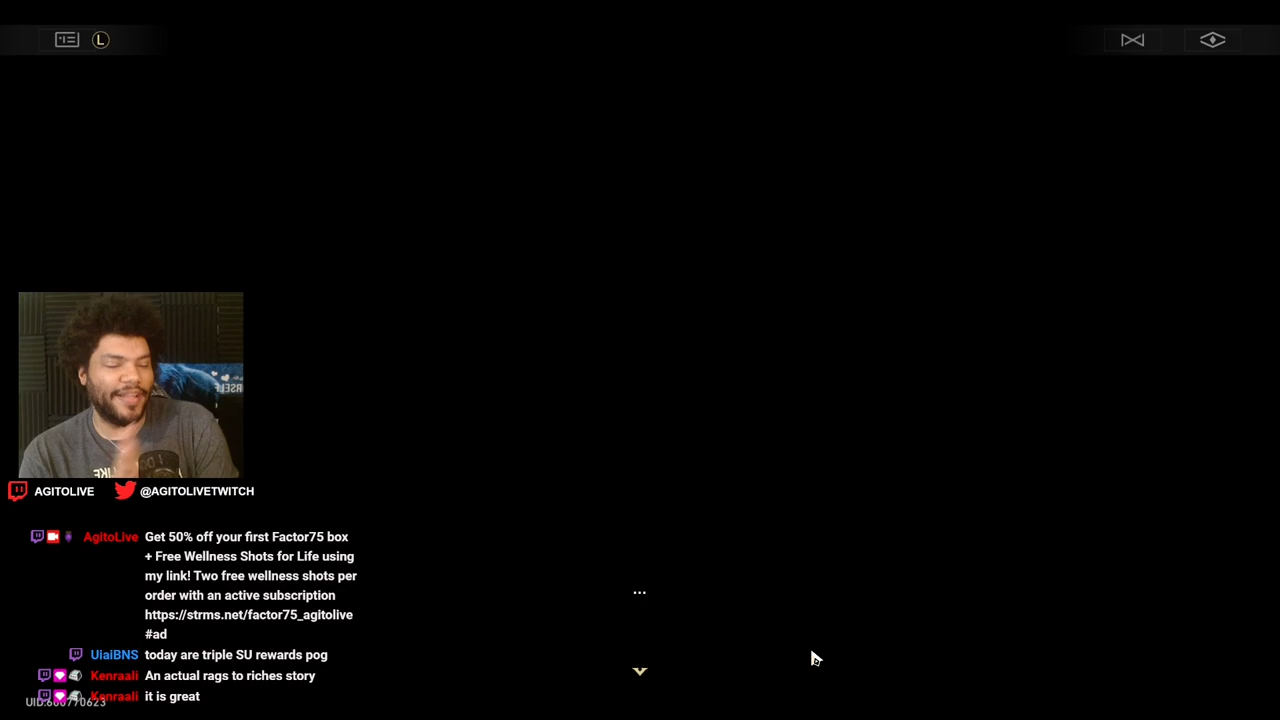 L
AGITOLIVE @AGITOLIVETWITCH
AgitoLive Get 50% off your first Factor75 box
+ Free Wellness Shots for Life using
my link! Two free wellness shots per
order with an active subscription
https://strms.net/factor75_agitolive
#ad
...
UiaiBNS today are triple SU rewards pog
Kenraali An actual rags to riches story
Kenraali it is great